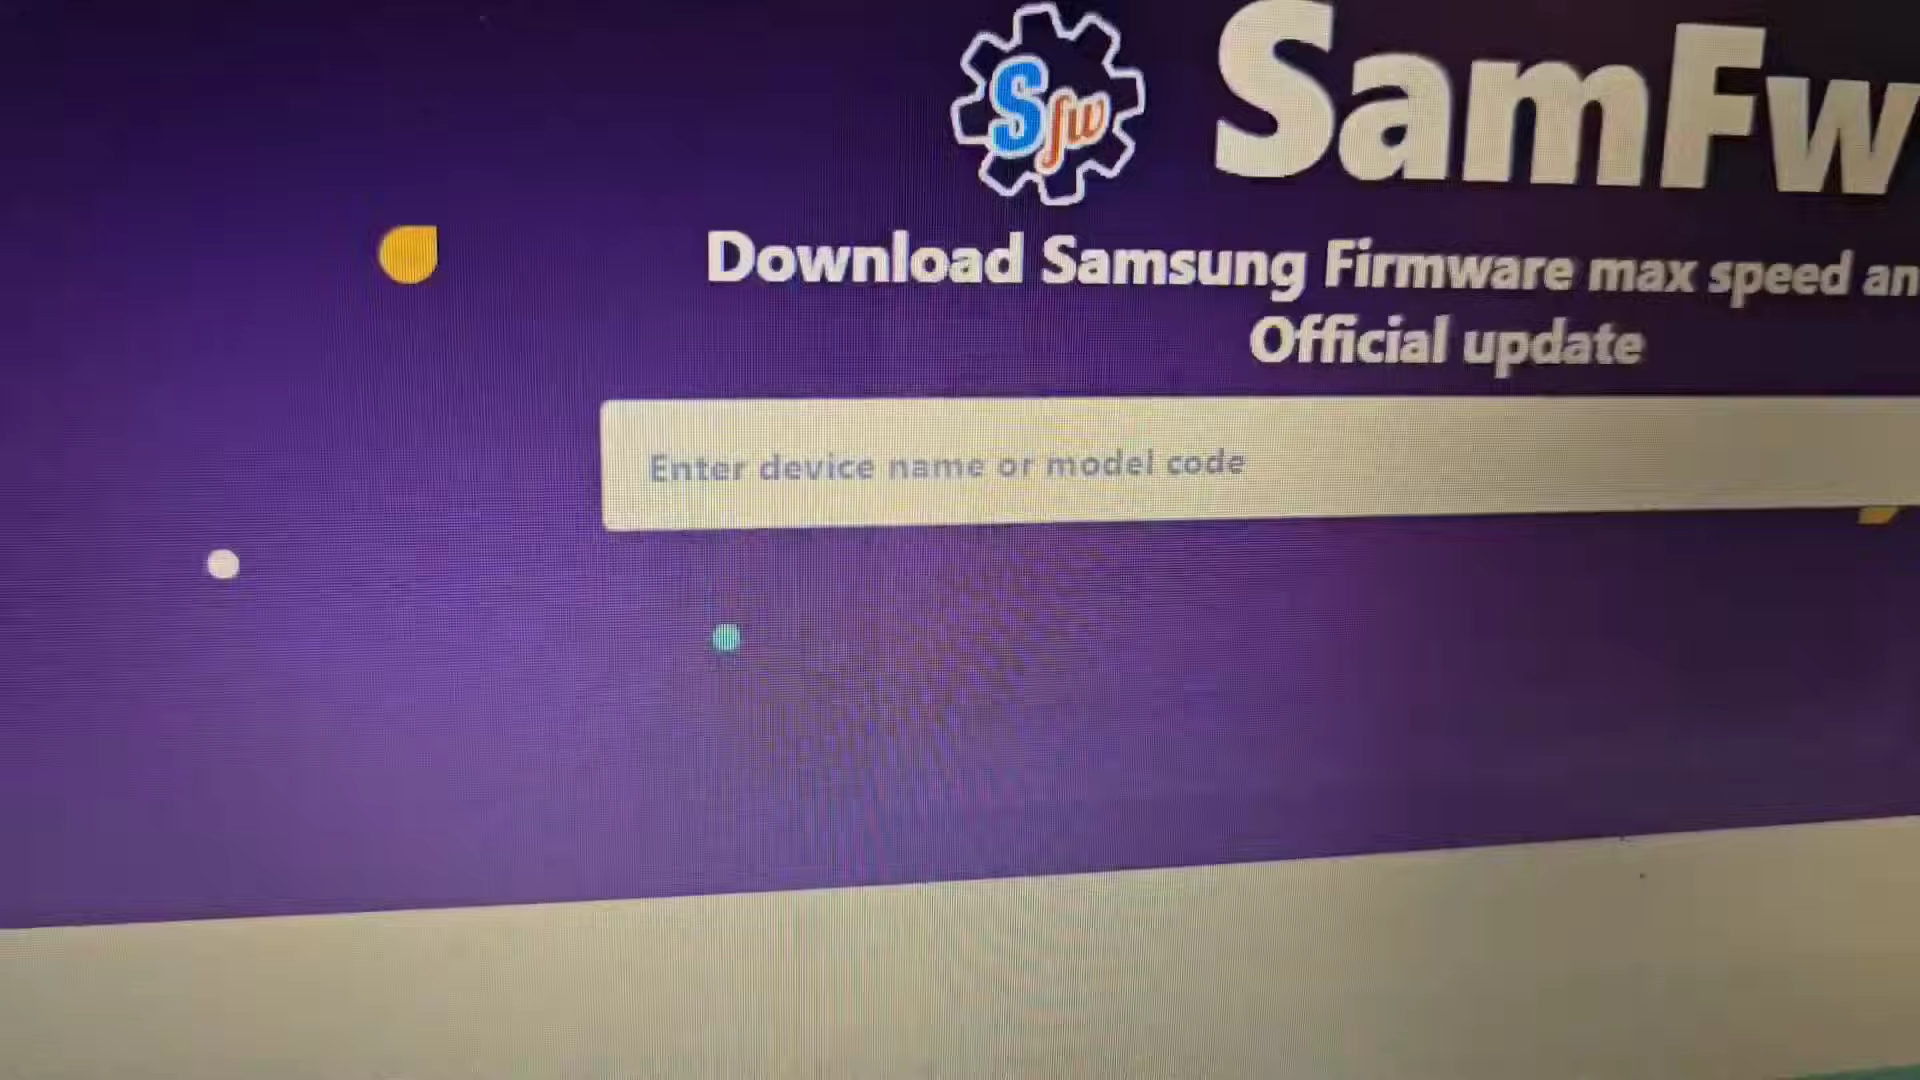 Sfw
SamFw
Download Samsung Firmware max speed an
Official update
Enter device name or model code